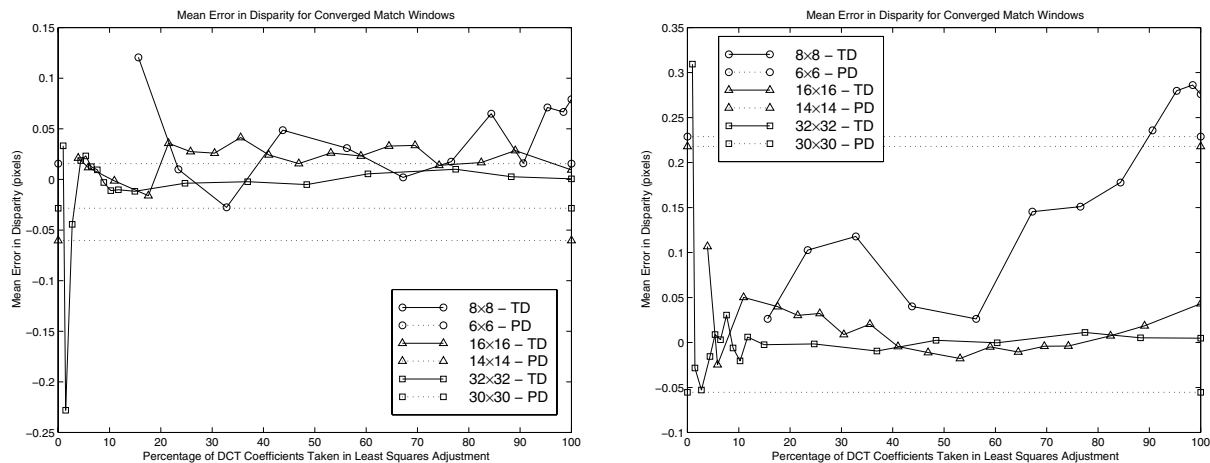 Mean Error in Disparity for Converged Match Windows
0.15
0.1
0.05
0
−0.05
−0.1
−0.15
−0.2
−0.25
Mean Error in Disparity (pixels)
8×8 − TD
6×6 − PD
16×16 − TD
14×14 − PD
32×32 − TD
30×30 − PD
0 10 20 30 40 50 60 70 80 90 100
Percentage of DCT Coefficients Taken in Least Squares Adjustment
Mean Error in Disparity for Converged Match Windows
0.35
0.3
0.25
0.2
0.15
0.1
0.05
0
−0.05
−0.1
Mean Error in Disparity (pixels)
8×8 − TD
6×6 − PD
16×16 − TD
14×14 − PD
32×32 − TD
30×30 − PD
0 10 20 30 40 50 60 70 80 90 100
Percentage of DCT Coefficients Taken in Least Squares Adjustment